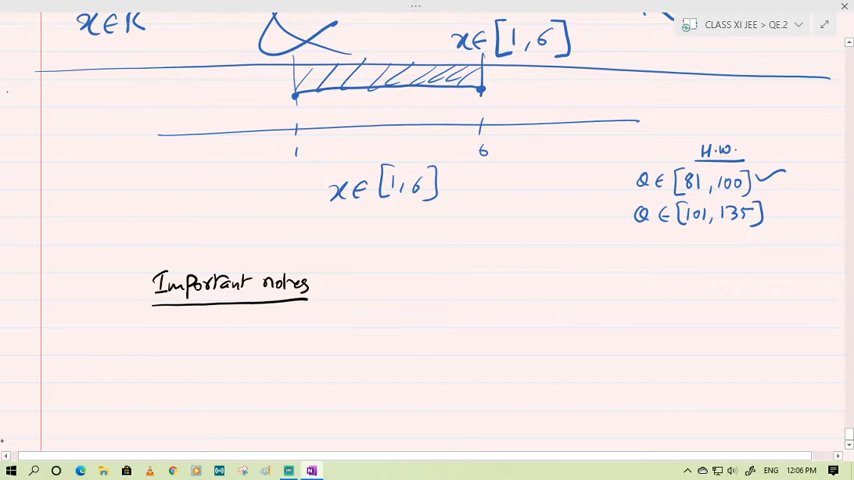 CLASS XI JEE > QE.2
x∈R
x∈[1,6]
1 6
x∈[1,6]
H.W.
Q∈[81,100]
Q∈[101,135]
Important notes
ENG 12:06 PM